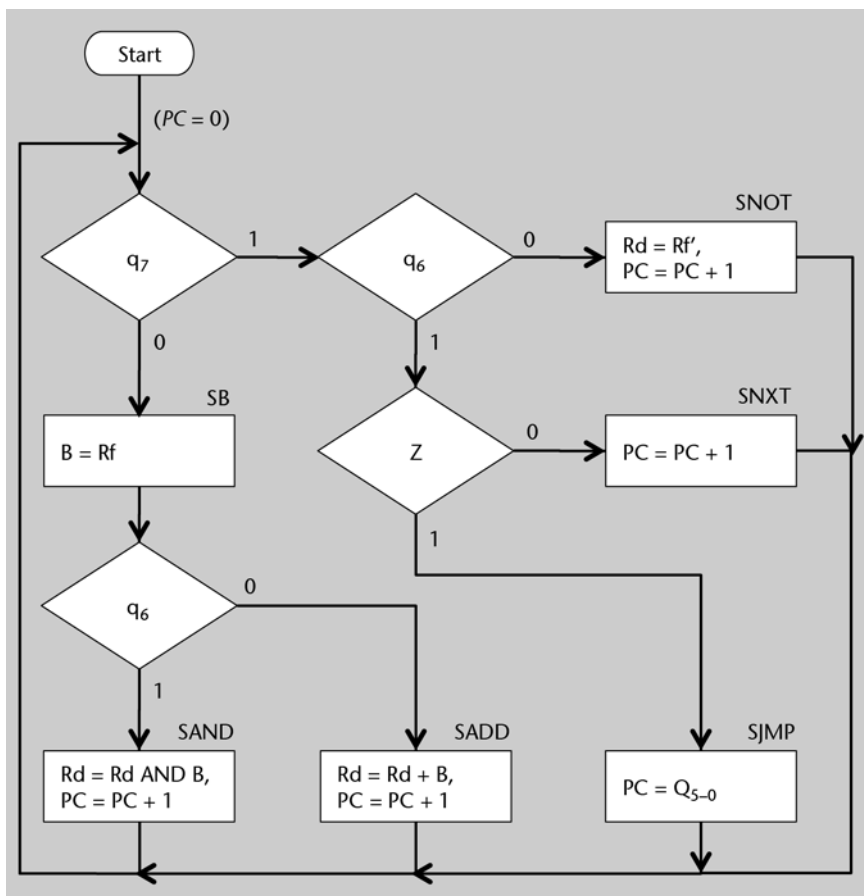 Start
(PC = 0)
q₇
1
0
q₆
0
1
SNOT
Rd = Rf′,
PC = PC + 1
SB
B = Rf
Z
0
1
SNXT
PC = PC + 1
q₆
0
1
SAND
Rd = Rd AND B,
PC = PC + 1
SADD
Rd = Rd + B,
PC = PC + 1
SJMP
PC = Q₅₋₀